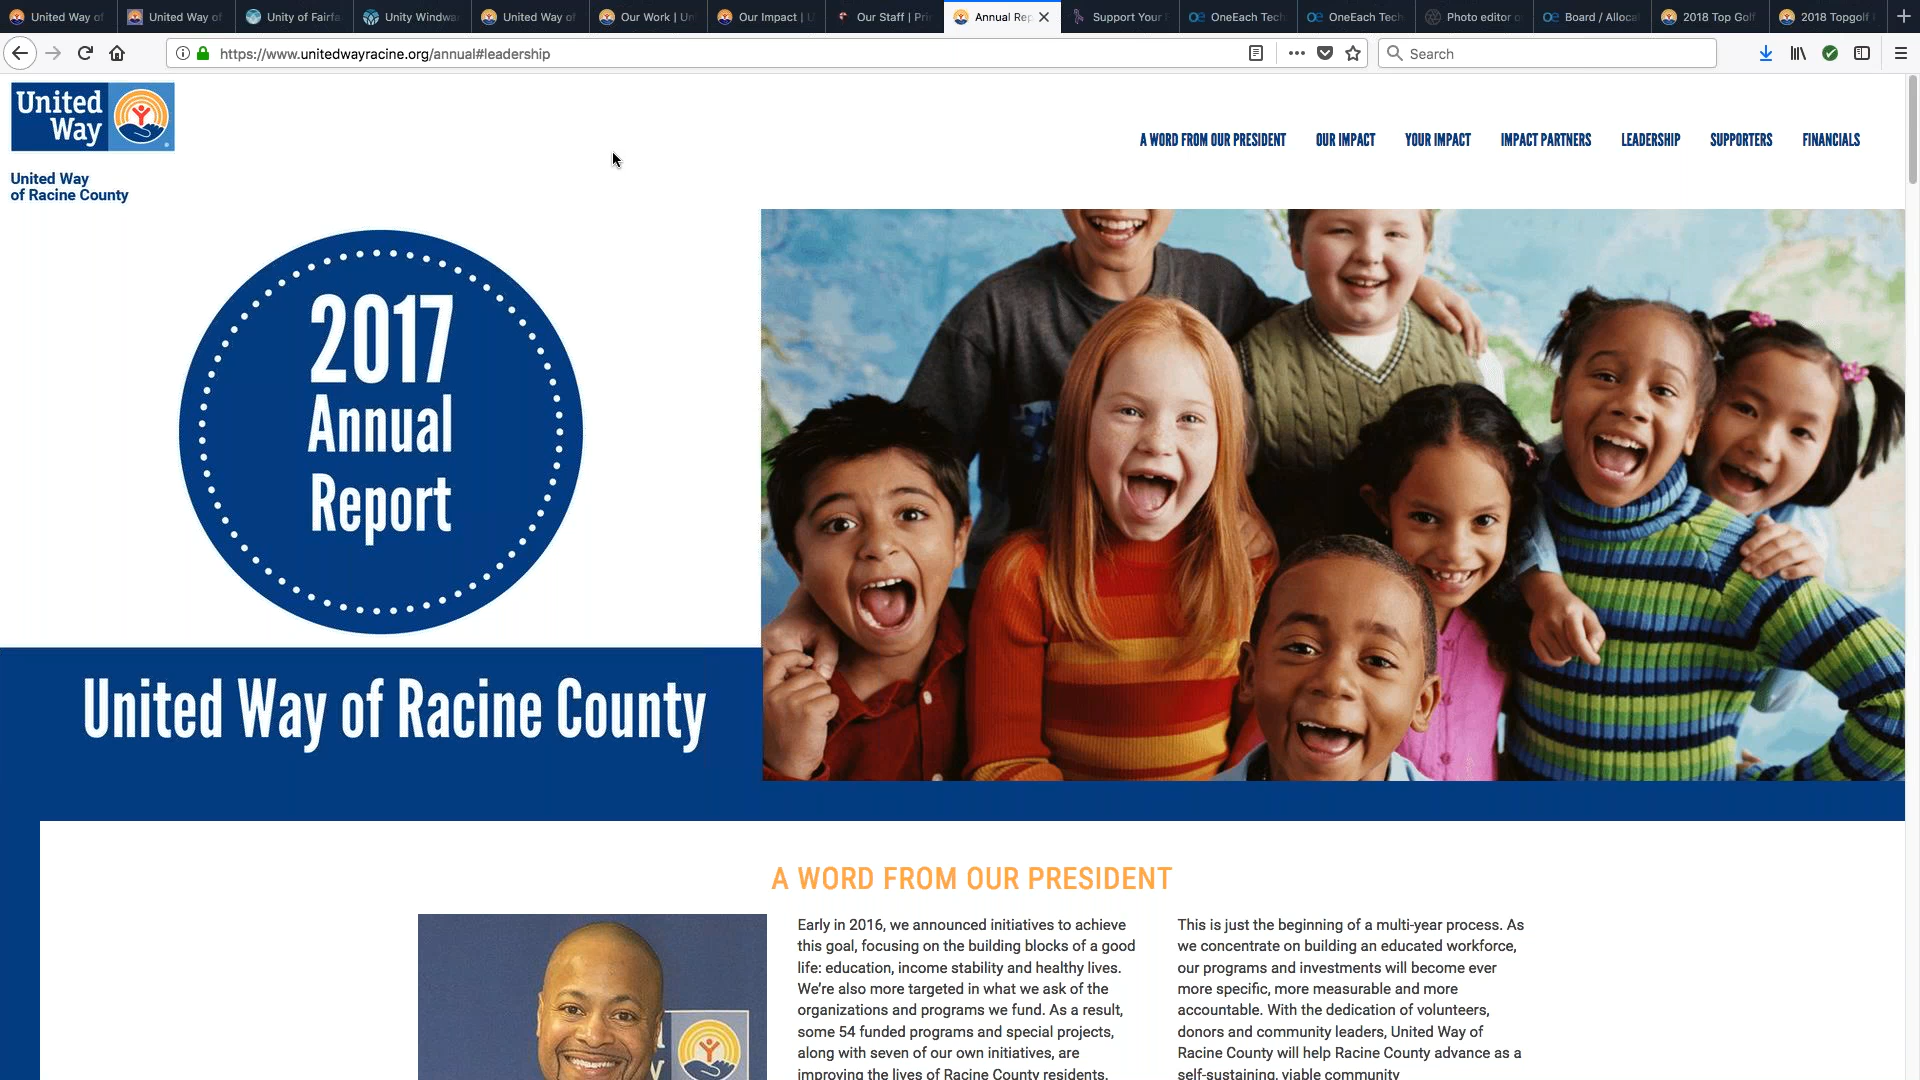 United Way of
United Way of
Unity of Fairfa
Unity Windwa
United Way of
Our Work | Un
Our Impact | U
Our Staff | Pri
Annual Rep
Support Your
OneEach Tech
OneEach Tech
Photo editor o
Board / Alloca
2018 Top Golf
2018 Topgolf
https://www.unitedwayracine.org/annual#leadership
Search
United
Way
United Way
of Racine County
A WORD FROM OUR PRESIDENT
OUR IMPACT
YOUR IMPACT
IMPACT PARTNERS
LEADERSHIP
SUPPORTERS
FINANCIALS
2017
Annual
Report
United Way of Racine County
A WORD FROM OUR PRESIDENT
Early in 2016, we announced initiatives to achieve
this goal, focusing on the building blocks of a good
life: education, income stability and healthy lives.
We're also more targeted in what we ask of the
organizations and programs we fund. As a result,
some 54 funded programs and special projects,
along with seven of our own initiatives, are
improving the lives of Racine County residents.
This is just the beginning of a multi-year process. As
we concentrate on building an educated workforce,
our programs and investments will become ever
more specific, more measurable and more
accountable. With the dedication of volunteers,
donors and community leaders, United Way of
Racine County will help Racine County advance as a
self-sustaining, viable community